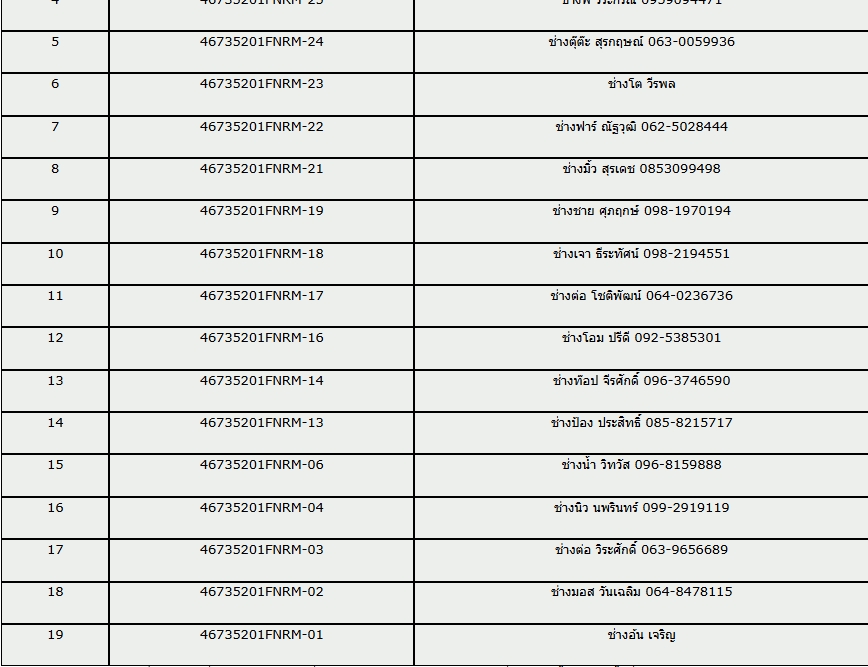 4 46735201FNRM-25 0959094471
5 46735201FNRM-24 ช่างตุ๊ต๊ะ สุรกฤษณ์ 063-0059936
6 46735201FNRM-23 ช่างโต วีรพล
7 46735201FNRM-22 ช่างฟาร์ ณัฐวุฒิ 062-5028444
8 46735201FNRM-21 ช่างมิ้ว สุรเดช 0853099498
9 46735201FNRM-19 ช่างชาย ศุภฤกษ์ 098-1970194
10 46735201FNRM-18 ช่างเจา ธีระทัศน์ 098-2194551
11 46735201FNRM-17 ช่างต่อ โชติพัฒน์ 064-0236736
12 46735201FNRM-16 ช่างโอม ปรีดี 092-5385301
13 46735201FNRM-14 ช่างท๊อป จีรศักดิ์ 096-3746590
14 46735201FNRM-13 ช่างป้อง ประสิทธิ์ 085-8215717
15 46735201FNRM-06 ช่างน้ำ วิทวัส 096-8159888
16 46735201FNRM-04 ช่างนิว นพรินทร์ 099-2919119
17 46735201FNRM-03 ช่างต่อ วิระศักดิ์ 063-9656689
18 46735201FNRM-02 ช่างมอส วันเฉลิม 064-8478115
19 46735201FNRM-01 ช่างอัน เจริญ